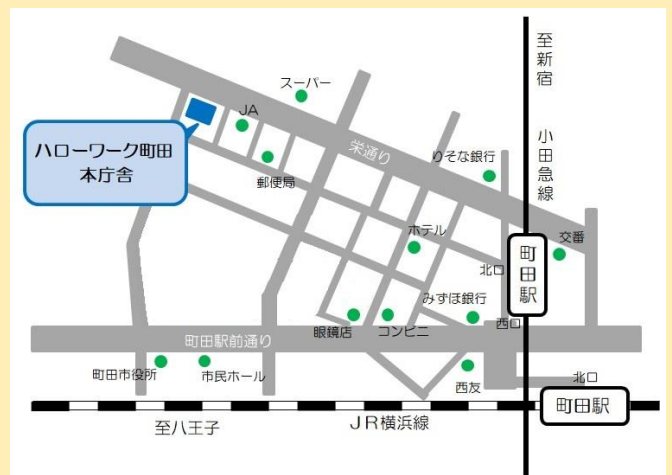 至新宿
小田急線
スーパー
JA
栄通り
りそな銀行
ハローワーク町田
本庁舎
郵便局
ホテル
北口
町田駅
交番
みずほ銀行
西口
眼鏡店
コンビニ
町田駅前通り
町田市役所
市民ホール
西友
北口
町田駅
至八王子
JR横浜線